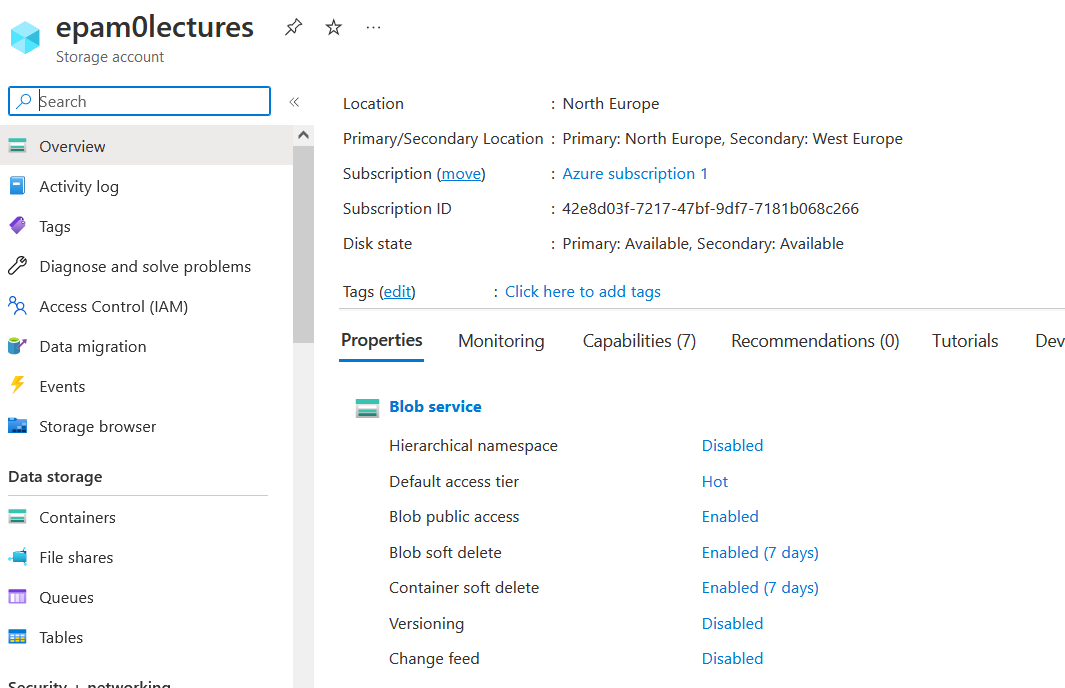 epam0lectures
Storage account
Search
Overview
Activity log
Tags
Diagnose and solve problems
Access Control (IAM)
Data migration
Events
Storage browser
Data storage
Containers
File shares
Queues
Tables
Security + networking
Location : North Europe
Primary/Secondary Location : Primary: North Europe, Secondary: West Europe
Subscription (move) : Azure subscription 1
Subscription ID : 42e8d03f-7217-47bf-9df7-7181b068c266
Disk state : Primary: Available, Secondary: Available
Tags (edit) : Click here to add tags
Properties Monitoring Capabilities (7) Recommendations (0) Tutorials Dev
Blob service
Hierarchical namespace Disabled
Default access tier Hot
Blob public access Enabled
Blob soft delete Enabled (7 days)
Container soft delete Enabled (7 days)
Versioning Disabled
Change feed Disabled